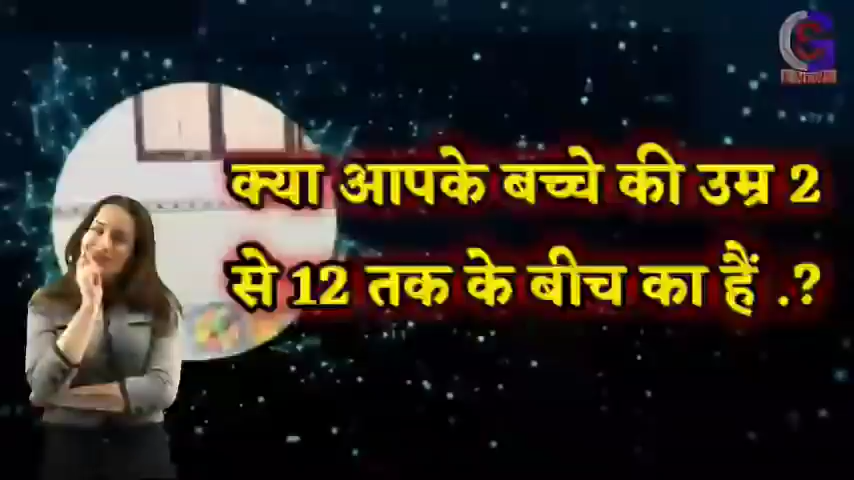 क्या आपके बच्चे की उम्र 2
से 12 तक के बीच का हैं .?